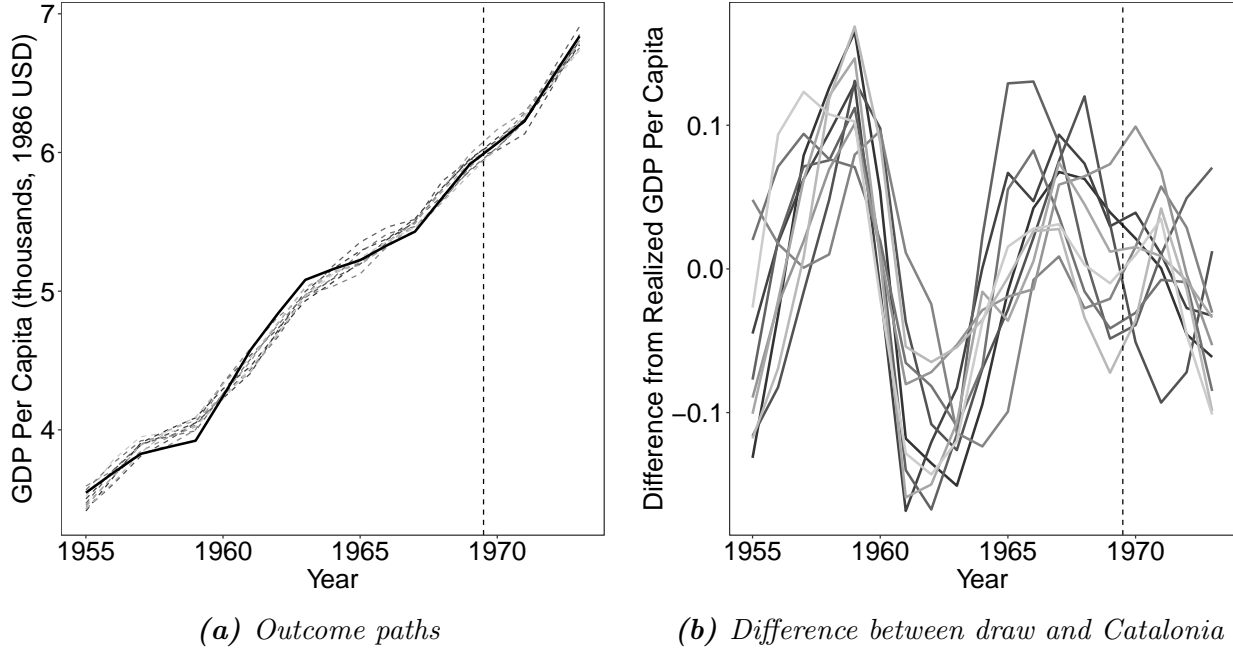 GDP Per Capita (thousands, 1986 USD)
7
6
5
4
1955 1960 1965 1970
Year
(a) Outcome paths
Difference from Realized GDP Per Capita
0.1
0.0
−0.1
1955 1960 1965 1970
Year
(b) Difference between draw and Catalonia